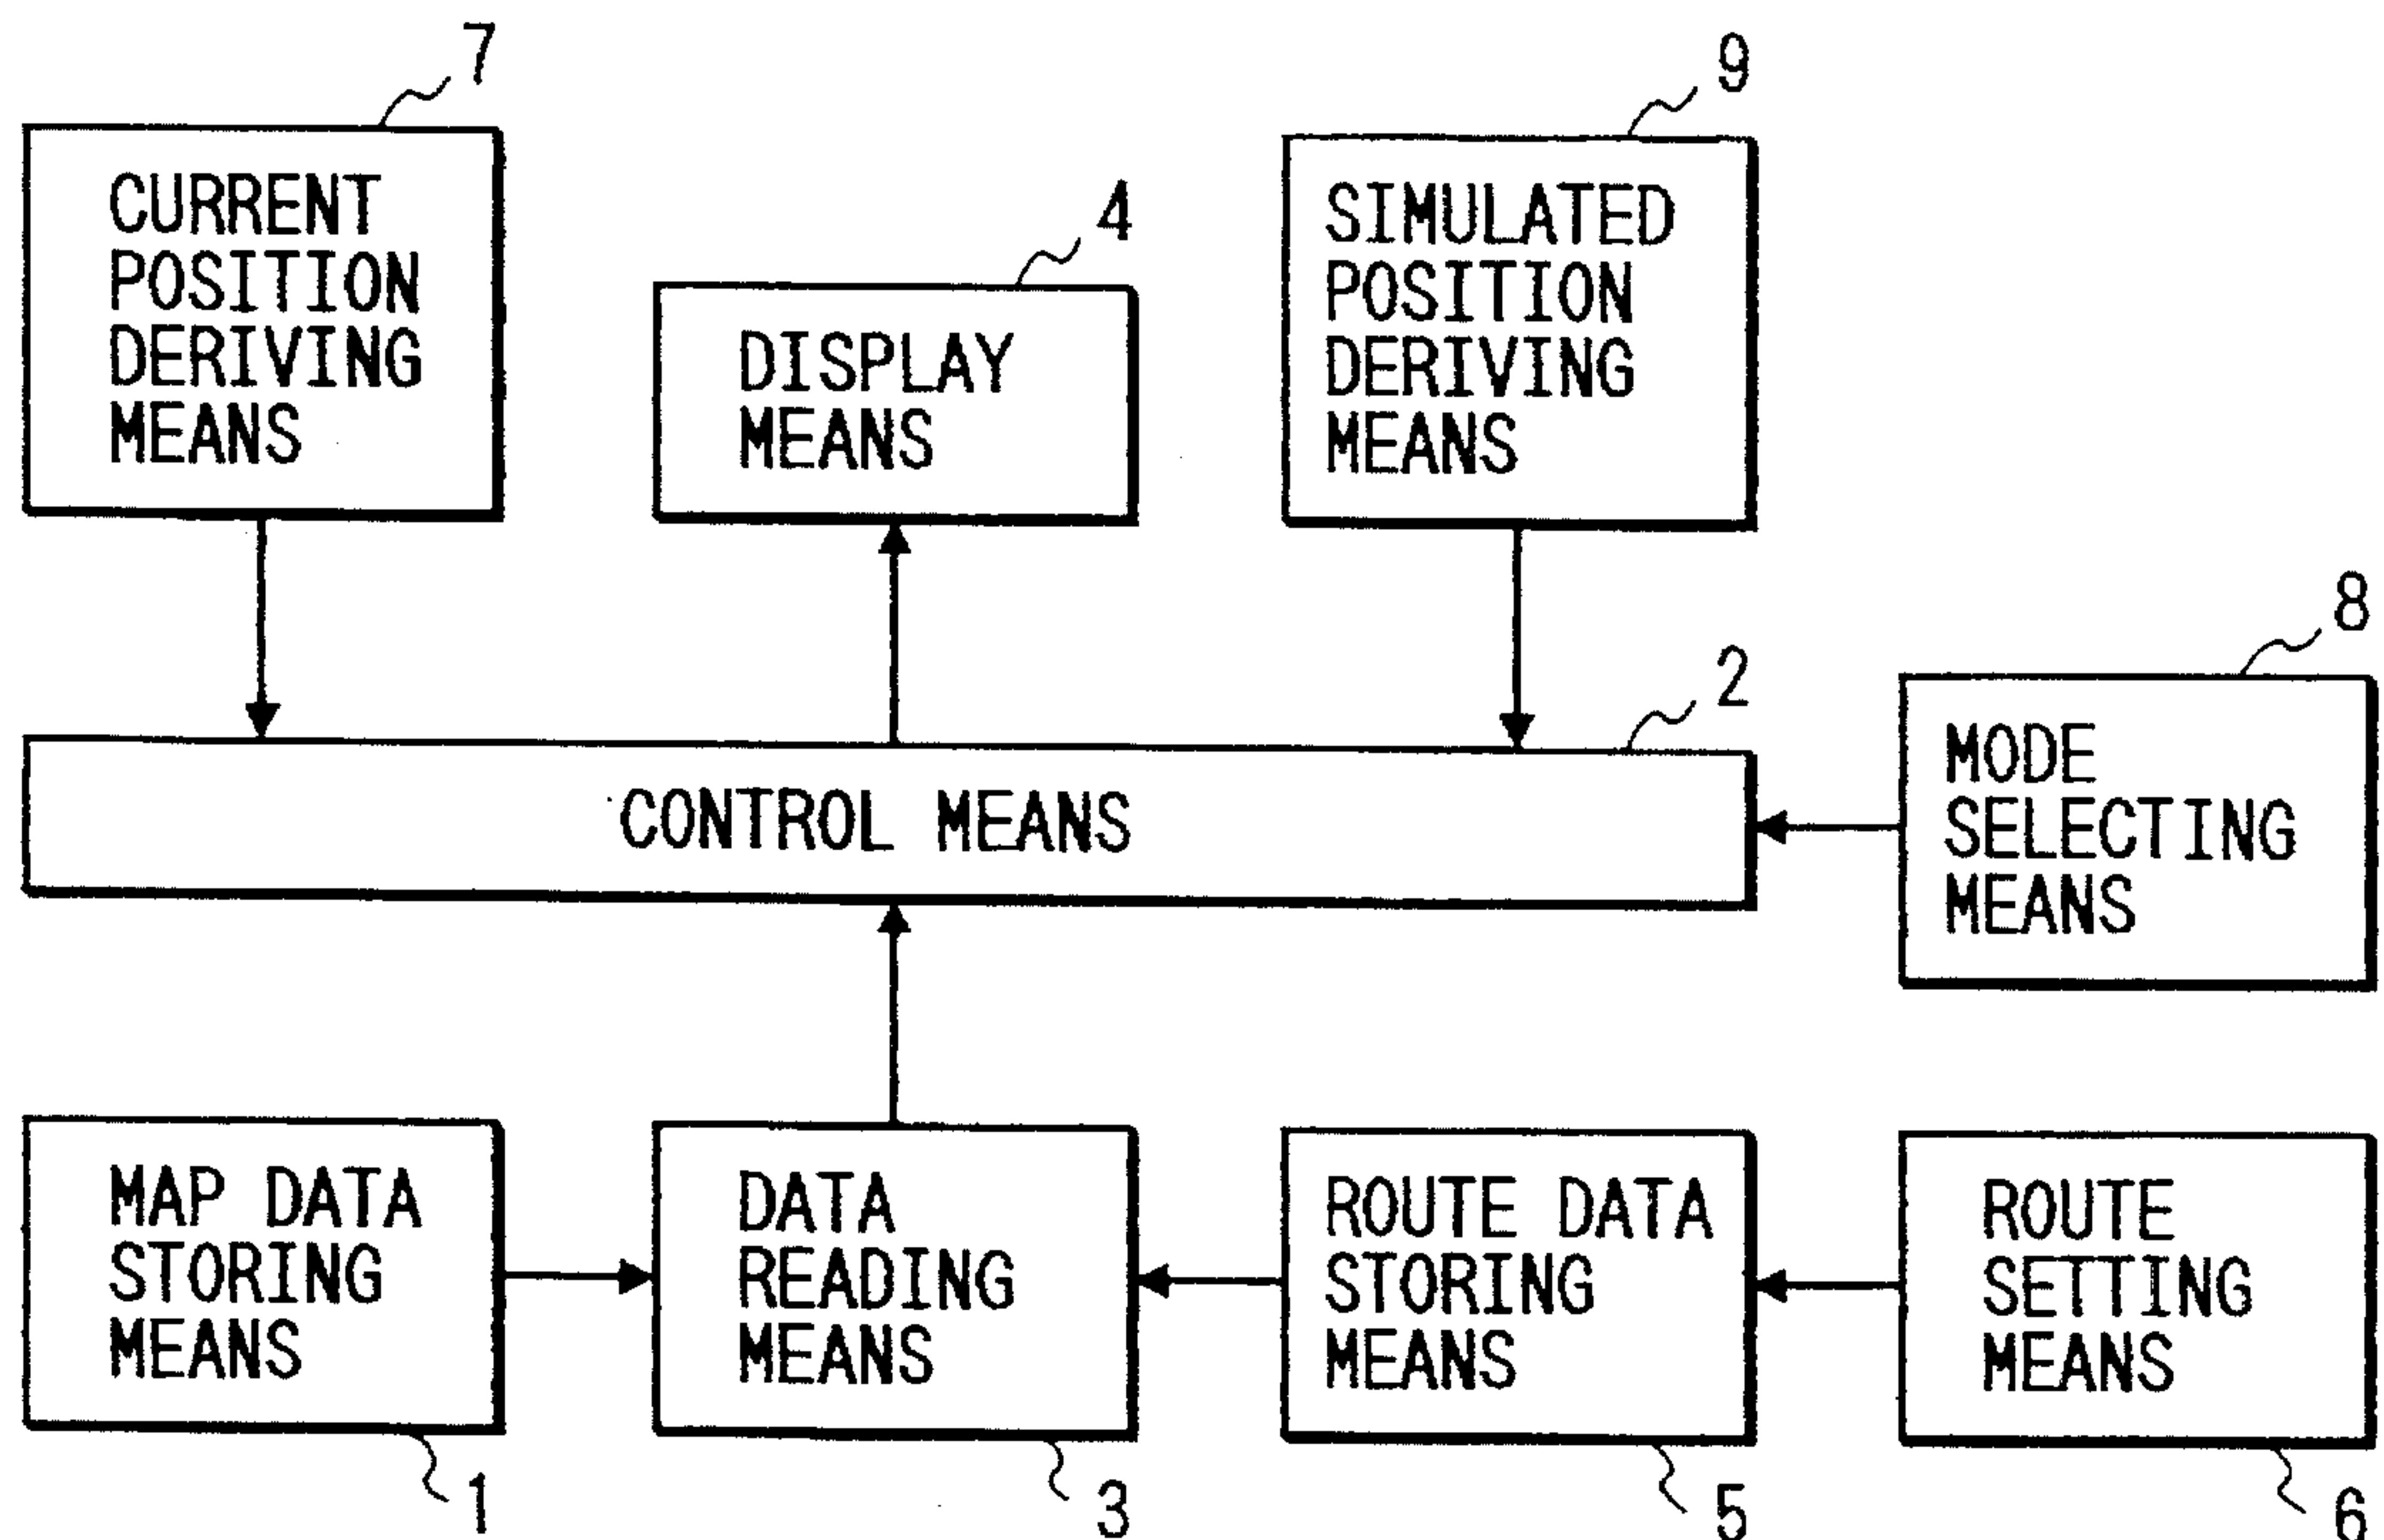 7
CURRENT
POSITION
DERIVING
MEANS
4
DISPLAY
MEANS
9
SIMULATED
POSITION
DERIVING
MEANS
2
CONTROL MEANS
8
MODE
SELECTING
MEANS
MAP DATA
STORING
MEANS
1
DATA
READING
MEANS
3
ROUTE DATA
STORING
MEANS
5
ROUTE
SETTING
MEANS
6